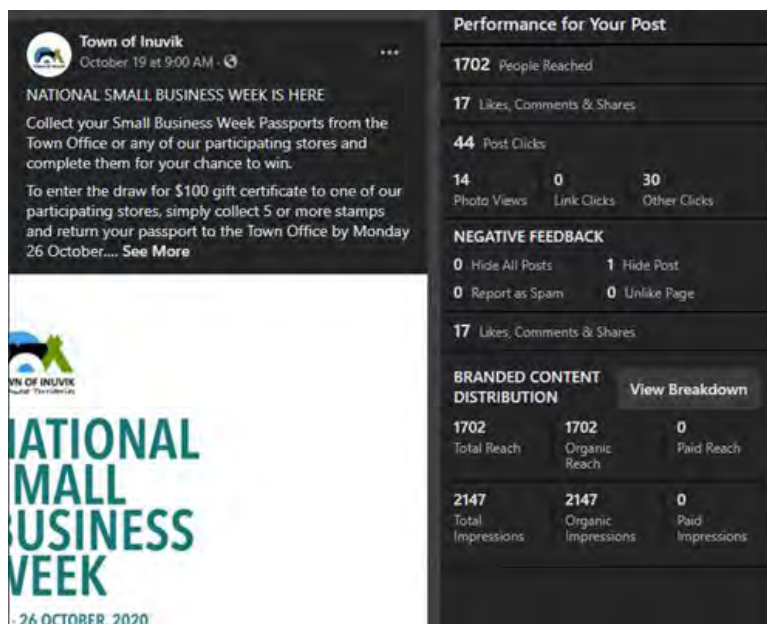 Town of Inuvik
October 19 at 9:00 AM ·
NATIONAL SMALL BUSINESS WEEK IS HERE
Collect your Small Business Week Passports from the
Town Office or any of our participating stores and
complete them for your chance to win.
To enter the draw for $100 gift certificate to one of our
participating stores, simply collect 5 or more stamps
and return your passport to the Town Office by Monday
26 October.... See More
OF INUVIK
Territories
ATIONAL
MALL
USINESS
WEEK
26 OCTOBER, 2020
Performance for Your Post
1702 People Reached
17 Likes, Comments & Shares
44 Post Clicks
14 0 30
Photo Views Link Clicks Other Clicks
NEGATIVE FEEDBACK
0 Hide All Posts 1 Hide Post
0 Report as Spam 0 Unlike Page
17 Likes, Comments & Shares
BRANDED CONTENT
DISTRIBUTION
View Breakdown
1702 1702 0
Total Reach Organic Reach Paid Reach
2147 2147 0
Total Impressions Organic Impressions Paid Impressions